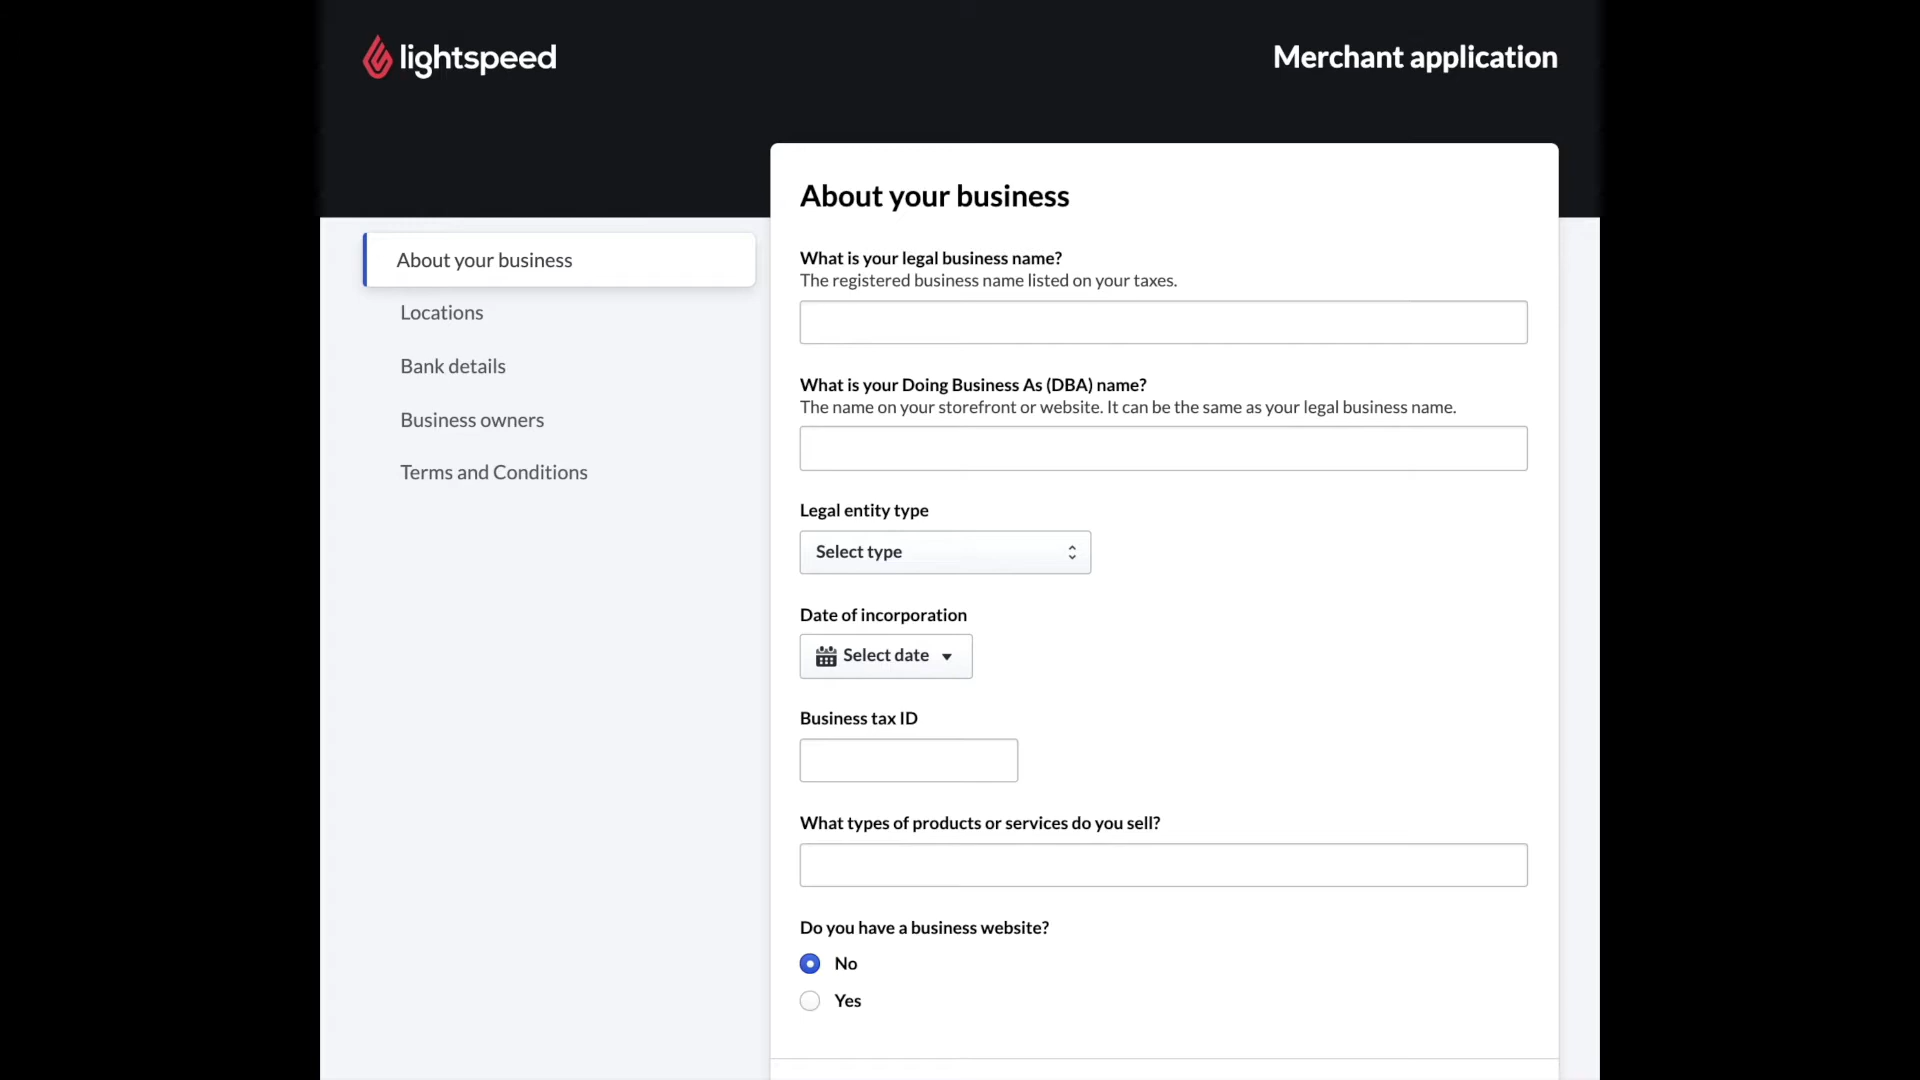 lightspeed
Merchant application
About your business
Locations
Bank details
Business owners
Terms and Conditions
About your business
What is your legal business name?
The registered business name listed on your taxes.
What is your Doing Business As (DBA) name?
The name on your storefront or website. It can be the same as your legal business name.
Legal entity type
Select type
Date of incorporation
Select date
Business tax ID
What types of products or services do you sell?
Do you have a business website?
No
Yes